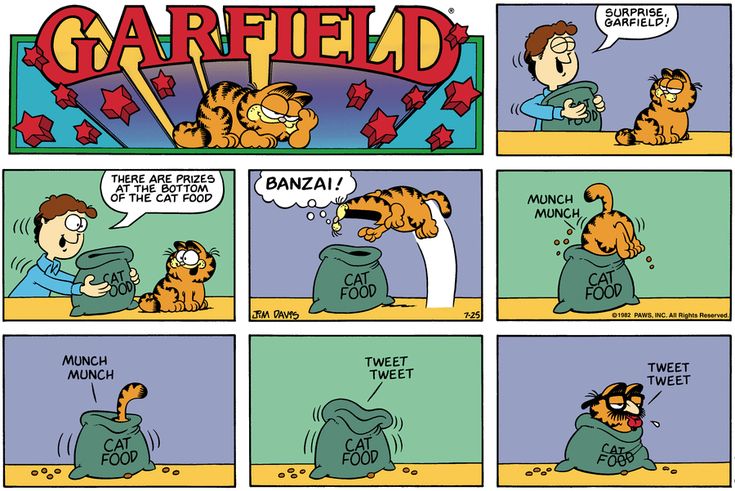 GARFIELD®
SURPRISE,
GARFIELD!
FOOD
THERE ARE PRIZES
AT THE BOTTOM
OF THE CAT FOOD
CAT
FOOD
BANZAI!
CAT
FOOD
JIM DAVIS
7-25
MUNCH
MUNCH
CAT
FOOD
©1982 PAWS, INC. All Rights Reserved.
MUNCH
MUNCH
CAT
FOOD
TWEET
TWEET
CAT
FOOD
TWEET
TWEET
CAT
FOOD